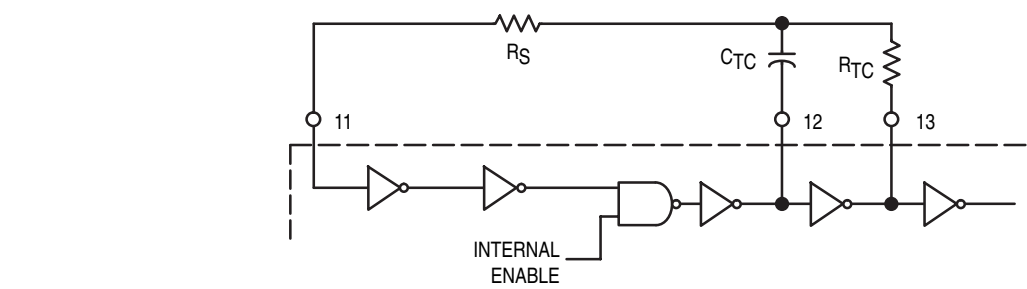 RS
CTC
RTC
11
12
13
INTERNAL
ENABLE